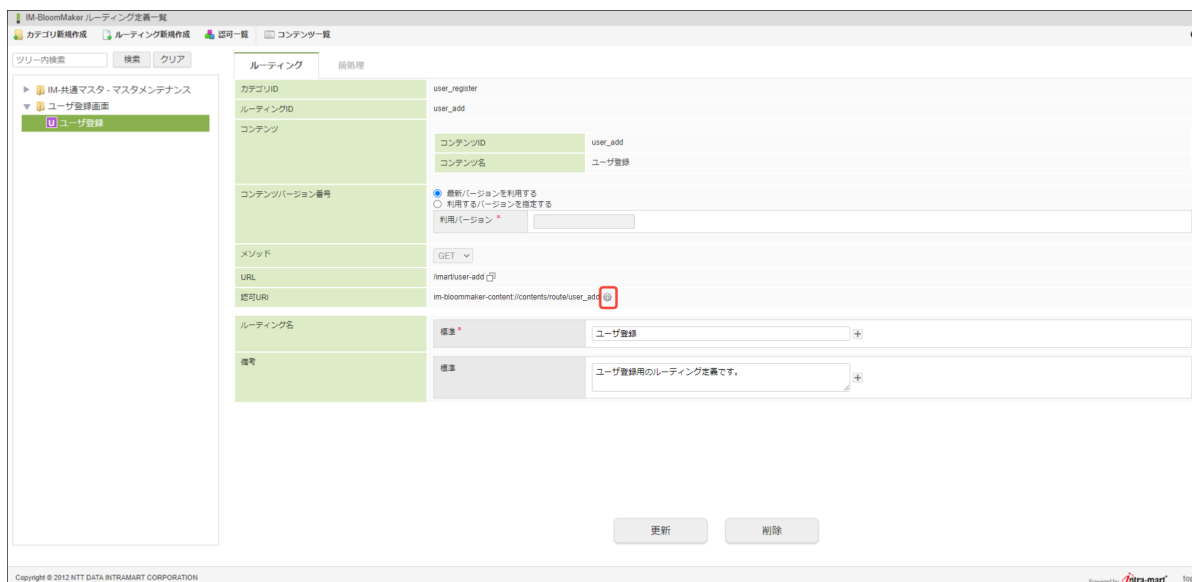 IM-BloomMaker ルーティング定義一覧
カテゴリ新規作成 ルーティング新規作成 認可一覧 コンテンツ一覧
ツリー内検索 検索 クリア
IM-共通マスタ - マスタメンテナンス
ユーザ登録画面
U ユーザ登録
ルーティング 前処理
カテゴリID user_register
ルーティングID user_add
コンテンツ
コンテンツID user_add
コンテンツ名 ユーザ登録
コンテンツバージョン番号
最新バージョンを利用する
利用するバージョンを指定する
利用バージョン *
メソッド GET
URL /imart/user-add
認可URI im-bloommaker-content://contents/route/user_add
ルーティング名 標準 * ユーザ登録
備考 標準 ユーザ登録用のルーティング定義です。
更新 削除
Copyright © 2012 NTT DATA INTRAMART CORPORATION
Powered by intra-mart top